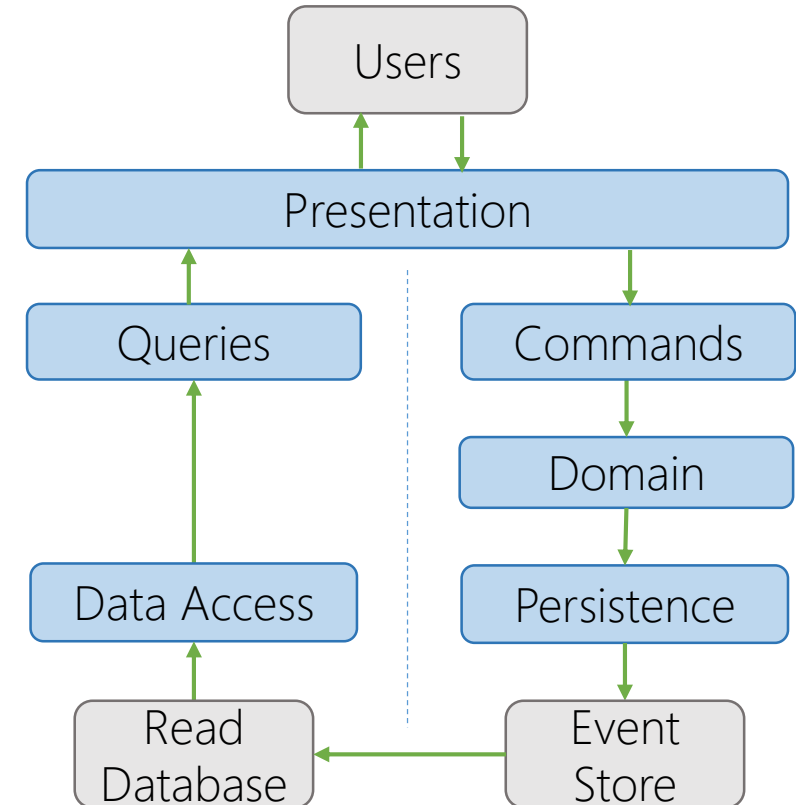 Users
Presentation
Queries
Commands
Domain
Data Access
Persistence
Read
Database
Event
Store